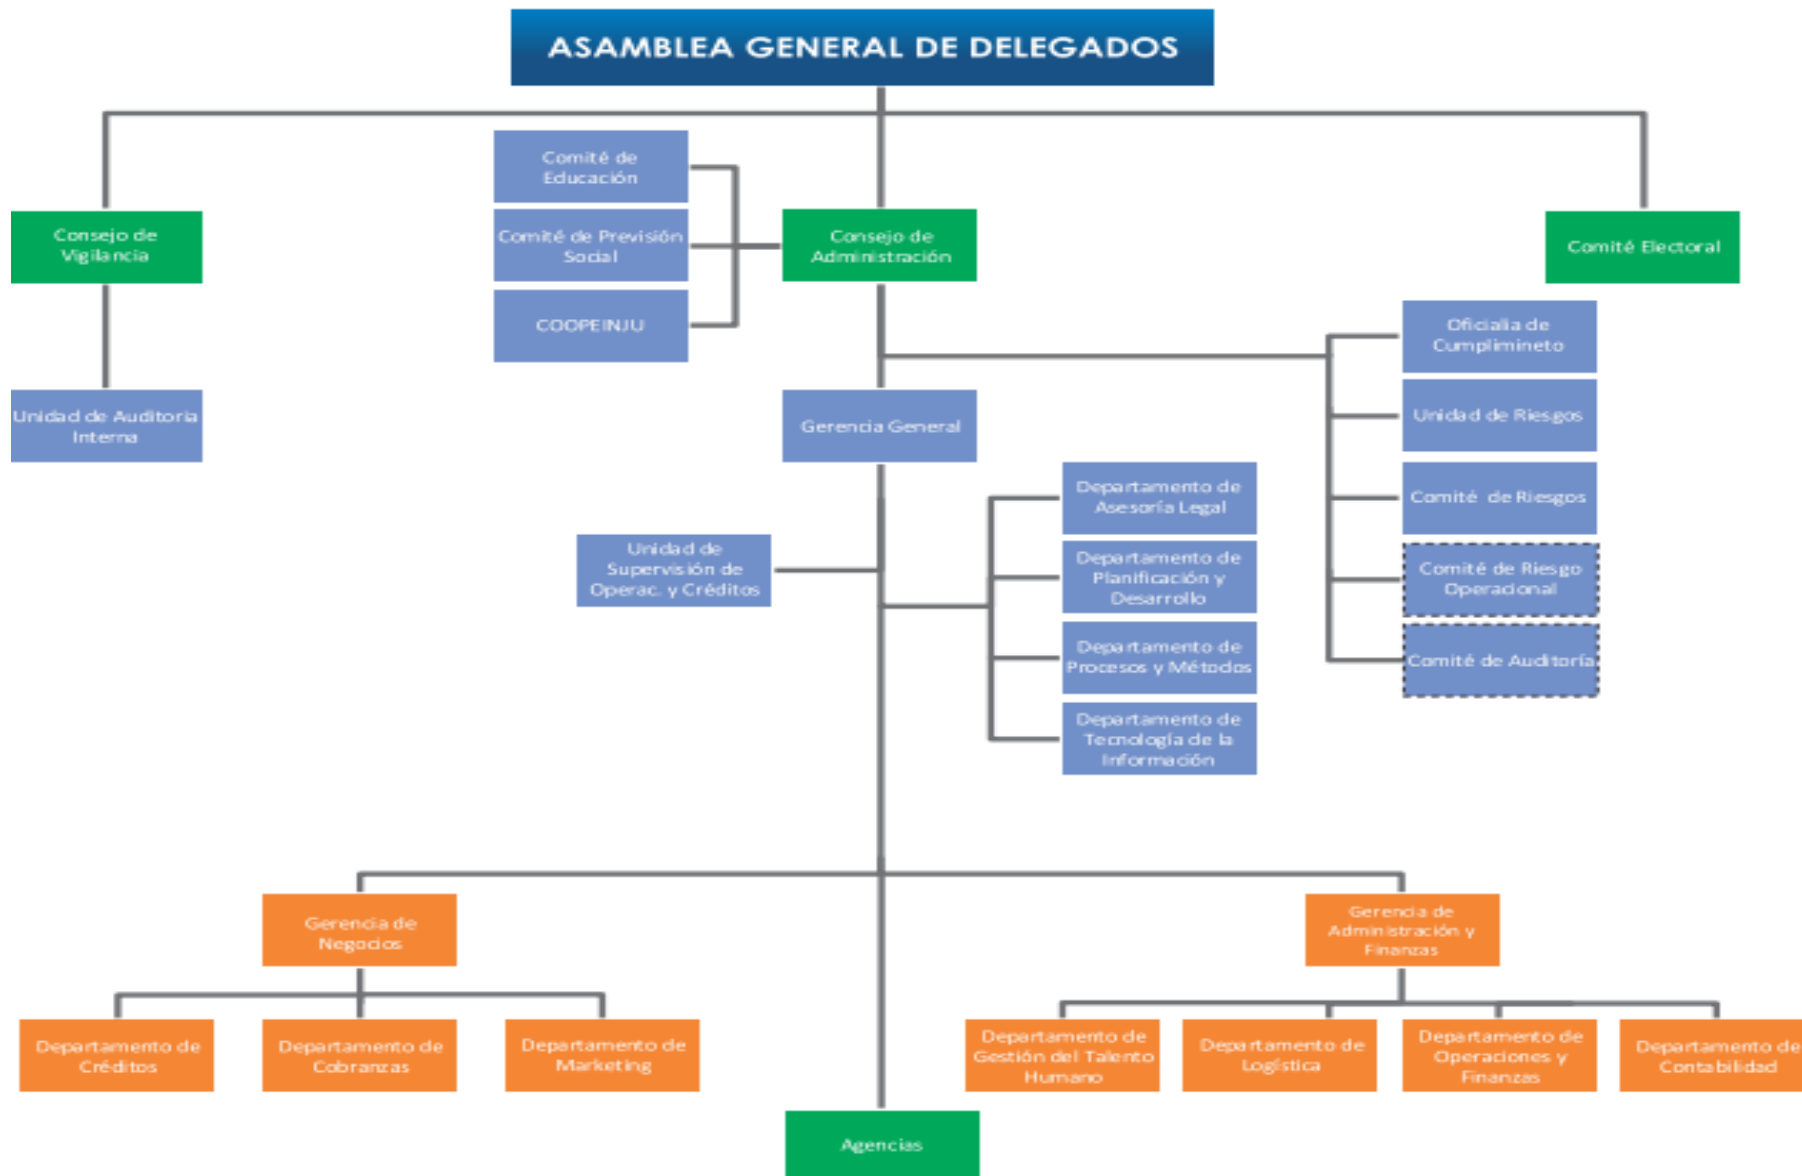 ASAMBLEA GENERAL DE DELEGADOS
Comité de
Educación
Comité de Previsión
Social
COOPEINJU
Consejo de
Vigilancia
Consejo de
Administración
Comité Electoral
Unidad de Auditoria
Interna
Gerencia General
Oficialia de
Cumplimineto
Unidad de Riesgos
Comité de Riesgos
Comité de Riesgo
Operacional
Comité de Auditoría
Unidad de
Supervisión de
Operac. y Créditos
Departamento de
Asesoría Legal
Departamento de
Planificación y
Desarrollo
Departamento de
Procesos y Métodos
Departamento de
Tecnología de la
Información
Gerencia de
Negocios
Gerencia de
Administración y
Finanzas
Departamento de
Créditos
Departamento de
Cobranzas
Departamento de
Marketing
Departamento de
Gestión del Talento
Humano
Departamento de
Logística
Departamento de
Operaciones y
Finanzas
Departamento de
Contabilidad
Agencias